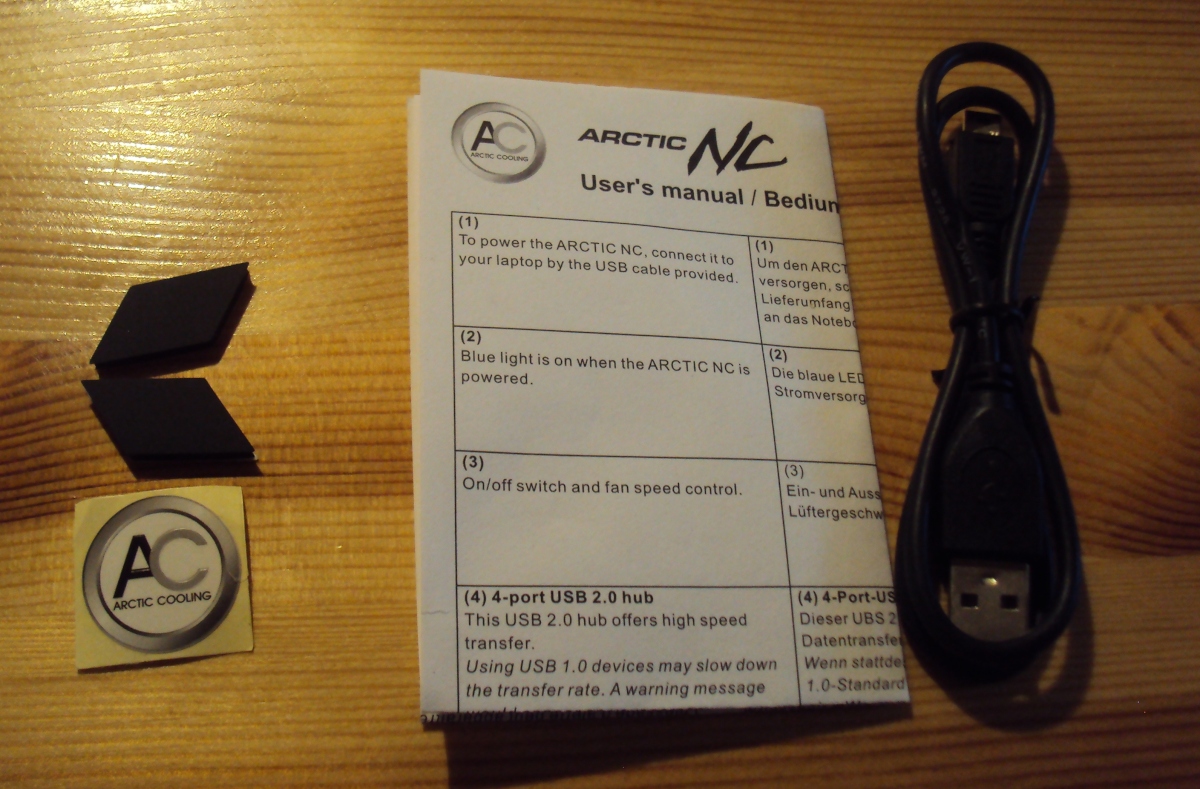 AC
ARCTIC COOLING
ARCTIC NC
User's manual / Bediun
(1)
To power the ARCTIC NC, connect it to
your laptop by the USB cable provided.
(1)
Um den ARCT
versorgen, sc
Lieferumfang
an das Notebo
(2)
Blue light is on when the ARCTIC NC is
powered.
(2)
Die blaue LED
Stromversorg
(3)
On/off switch and fan speed control.
(3)
Ein- und Auss
Lüftergeschw
(4) 4-port USB 2.0 hub
This USB 2.0 hub offers high speed
transfer.
Using USB 1.0 devices may slow down
the transfer rate. A warning message
(4) 4-Port-US
Dieser UBS 2
Datentransfe
Wenn stattde
1.0-Standard
AC
ARCTIC COOLING